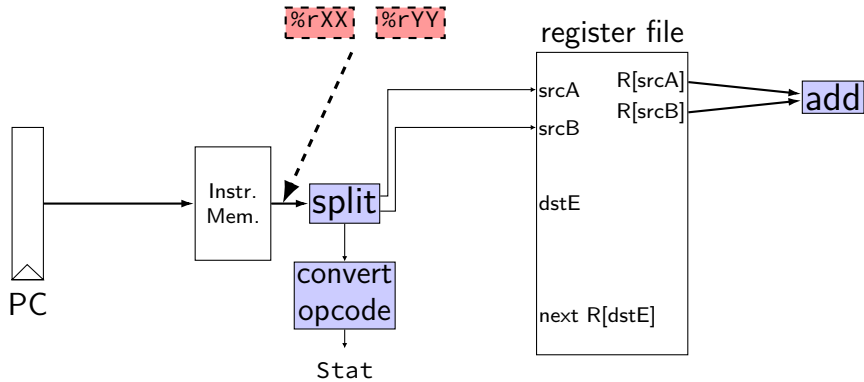 %rXX %rYY
register file
srcA
R[srcA]
srcB
R[srcB]
add
Instr.
Mem.
split
dstE
convert
opcode
PC
next R[dstE]
Stat